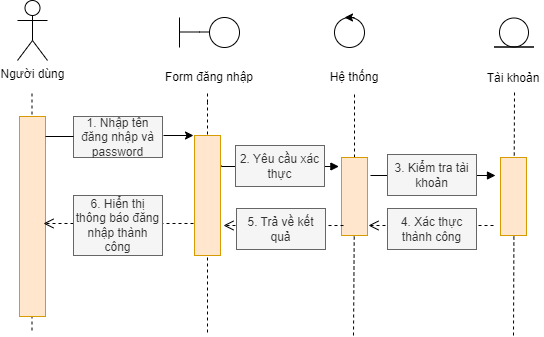 Người dùng
Form đăng nhập
Hệ thống
Tài khoản
1. Nhập tên
đăng nhập và
password
2. Yêu cầu xác
thực
3. Kiểm tra tải
khoản
6. Hiển thị
thông báo đăng
nhập thành
công
5. Trả về kết
quả
4. Xác thực
thành công